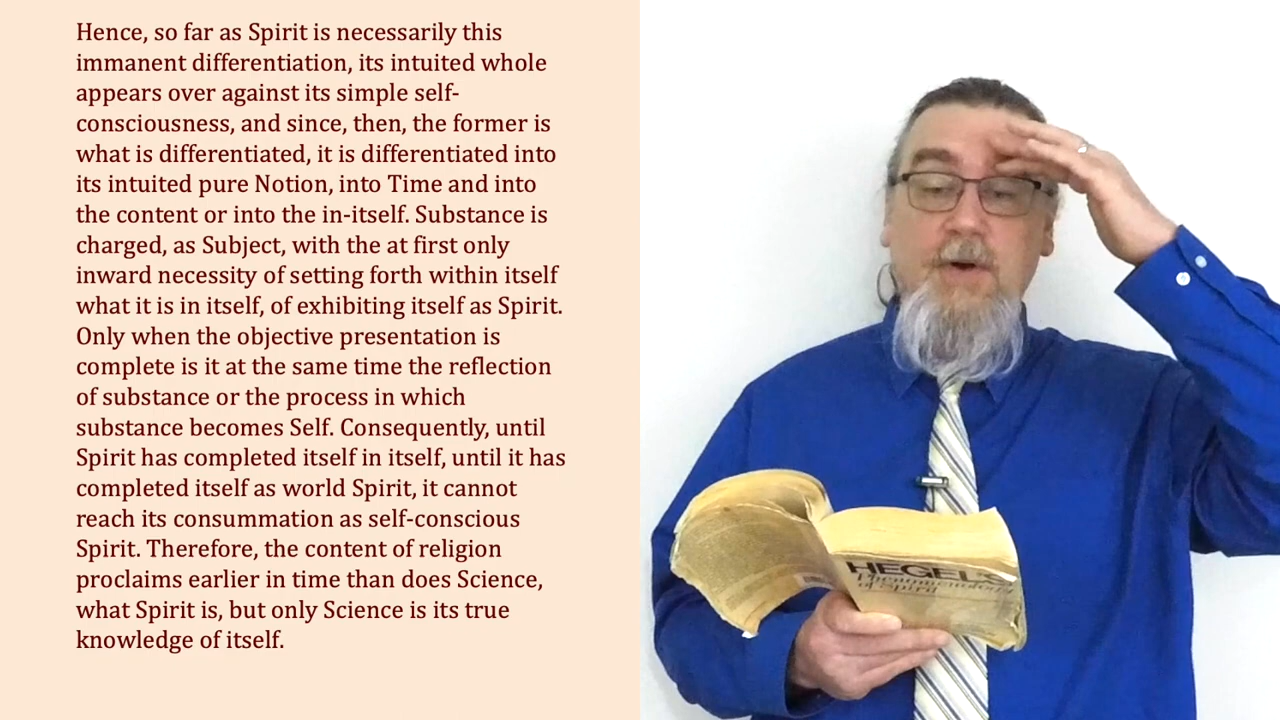 Hence, so far as Spirit is necessarily this
immanent differentiation, its intuited whole
appears over against its simple self-
consciousness, and since, then, the former is
what is differentiated, it is differentiated into
its intuited pure Notion, into Time and into
the content or into the in-itself. Substance is
charged, as Subject, with the at first only
inward necessity of setting forth within itself
what it is in itself, of exhibiting itself as Spirit.
Only when the objective presentation is
complete is it at the same time the reflection
of substance or the process in which
substance becomes Self. Consequently, until
Spirit has completed itself in itself, until it has
completed itself as world Spirit, it cannot
reach its consummation as self-conscious
Spirit. Therefore, the content of religion
proclaims earlier in time than does Science,
what Spirit is, but only Science is its true
knowledge of itself.
HEGEL'S
Phenomenology
of Spirit